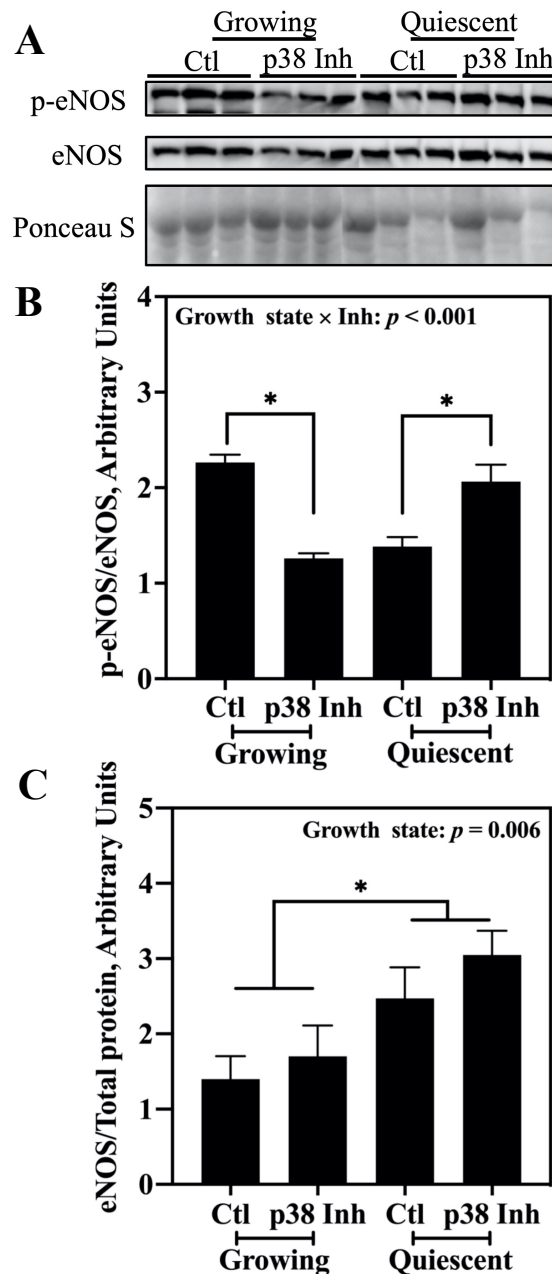 A
Growing
Quiescent
Ctl
p38 Inh
Ctl
p38 Inh
p-eNOS
eNOS
Ponceau S
B
p-eNOS/eNOS, Arbitrary Units
4
3
2
1
0
Growth state × Inh: p < 0.001
*
*
Ctl p38 Inh Ctl p38 Inh
Growing Quiescent
C
eNOS/Total protein, Arbitrary Units
5
4
3
2
1
0
Growth state: p = 0.006
*
Ctl p38 Inh Ctl p38 Inh
Growing Quiescent